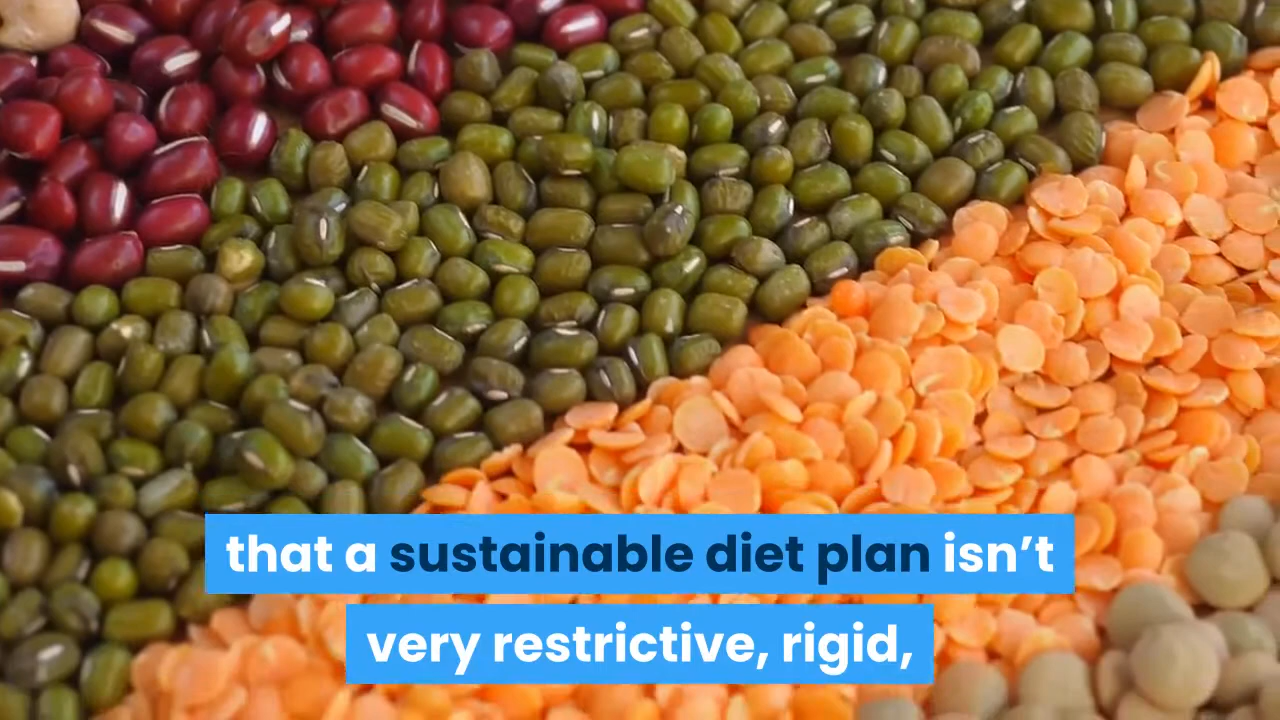 that a sustainable diet plan isn’t
very restrictive, rigid,